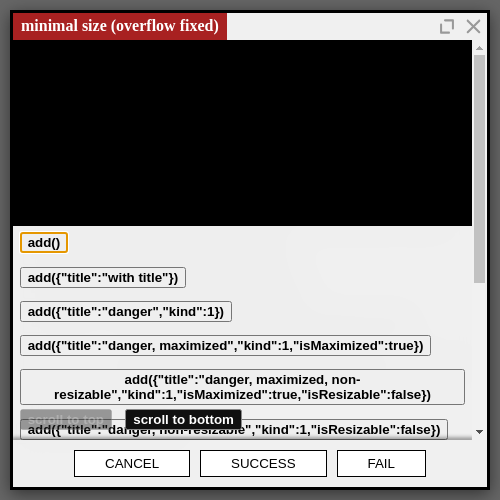 minimal size (overflow fixed)
add()
add({"title":"with title"})
add({"title":"danger","kind":1})
add({"title":"danger, maximized","kind":1,"isMaximized":true})
add({"title":"danger, maximized, non-
resizable","kind":1,"isMaximized":true,"isResizable":false})
scroll to top scroll to bottom
add({"title":"danger, non-resizable","kind":1,"isResizable":false})
CANCEL SUCCESS FAIL